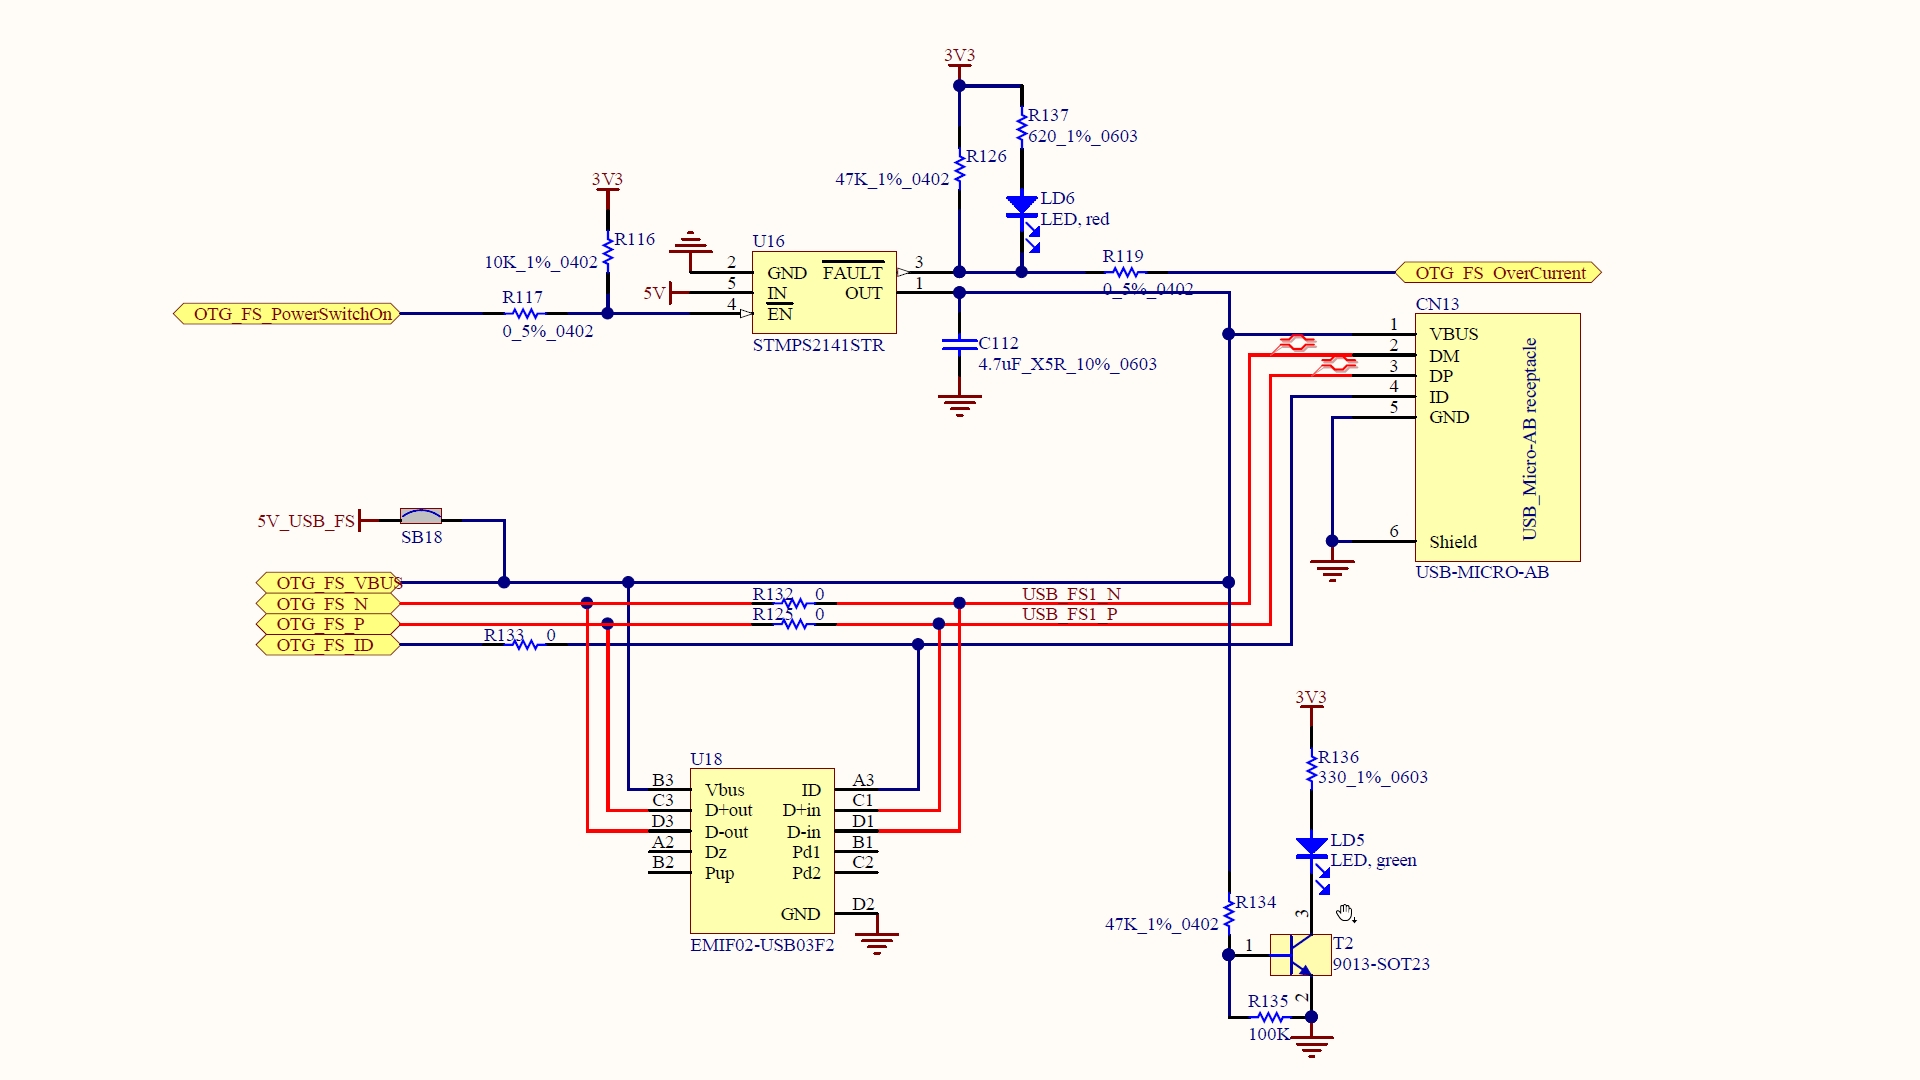 3V3
R137
620_1%_0603
R126
47K_1%_0402
3V3
LD6
LED, red
R116
10K_1%_0402
U16
R119
2 GND FAULT 3
OTG_FS_OverCurrent
5V 5 IN OUT 1
0_5%_0402
R117
4 EN
CN13
OTG_FS_PowerSwitchOn
0_5%_0402
STMPS2141STR
C112
4.7uF_X5R_10%_0603
1 VBUS
2 DM
3 DP
4 ID
5 GND
USB_Micro-AB receptacle
6 Shield
USB-MICRO-AB
5V_USB_FS
SB18
OTG_FS_VBUS
OTG_FS_N
R132 0
USB_FS1_N
OTG_FS_P
R125 0
USB_FS1_P
OTG_FS_ID
R133 0
U18
B3 Vbus ID A3
C3 D+out D+in C1
D3 D-out D-in D1
A2 Dz Pd1 B1
B2 Pup Pd2 C2
GND D2
EMIF02-USB03F2
3V3
R136
330_1%_0603
LD5
LED, green
R134
47K_1%_0402
3
1
T2
9013-SOT23
2
R135
100K